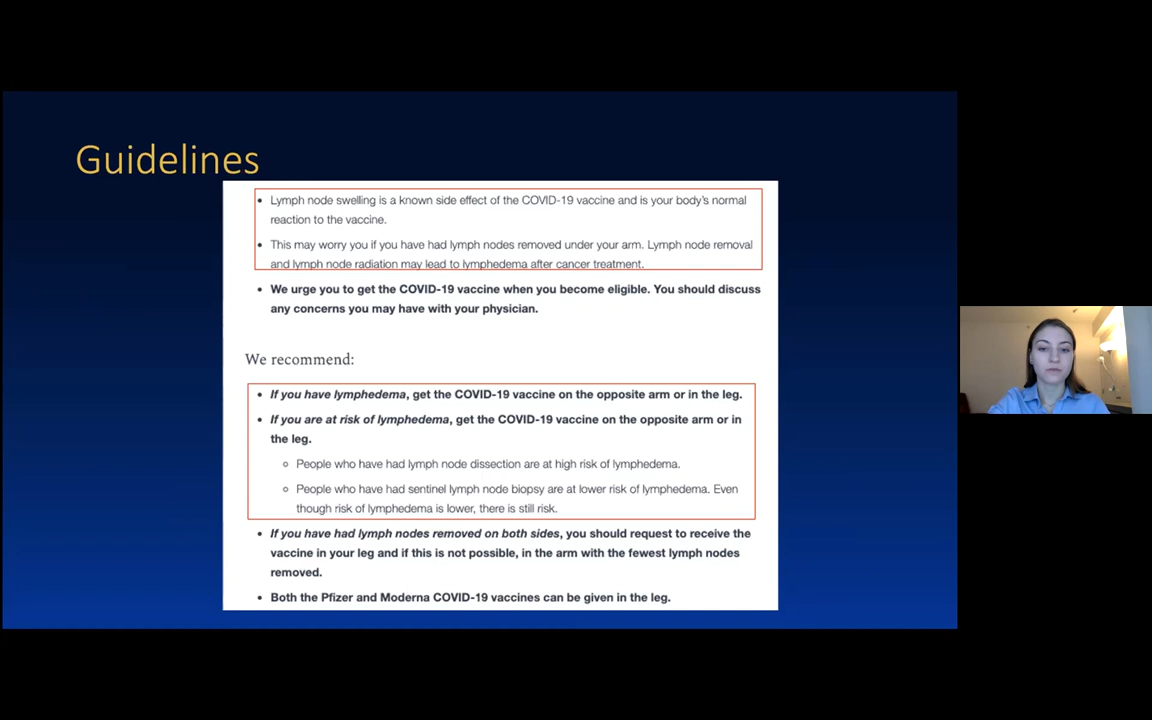 Guidelines
• Lymph node swelling is a known side effect of the COVID-19 vaccine and is your body's normal
reaction to the vaccine.
• This may worry you if you have had lymph nodes removed under your arm. Lymph node removal
and lymph node radiation may lead to lymphedema after cancer treatment.
• We urge you to get the COVID-19 vaccine when you become eligible. You should discuss
any concerns you may have with your physician.
We recommend:
• If you have lymphedema, get the COVID-19 vaccine on the opposite arm or in the leg.
• If you are at risk of lymphedema, get the COVID-19 vaccine on the opposite arm or in
the leg.
○ People who have had lymph node dissection are at high risk of lymphedema.
○ People who have had sentinel lymph node biopsy are at lower risk of lymphedema. Even
though risk of lymphedema is lower, there is still risk.
• If you have had lymph nodes removed on both sides, you should request to receive the
vaccine in your leg and if this is not possible, in the arm with the fewest lymph nodes
removed.
• Both the Pfizer and Moderna COVID-19 vaccines can be given in the leg.